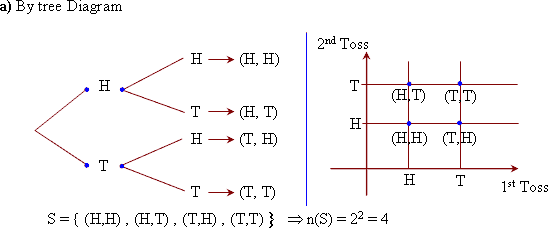 a) By tree Diagram
H
H → (H, H)
T → (H, T)
T
H → (T, H)
T → (T, T)
2nd Toss
T
(H,T) (T,T)
H
(H,H) (T,H)
H T
1st Toss
S = { (H,H) , (H,T) , (T,H) , (T,T) } ⇒ n(S) = 2² = 4